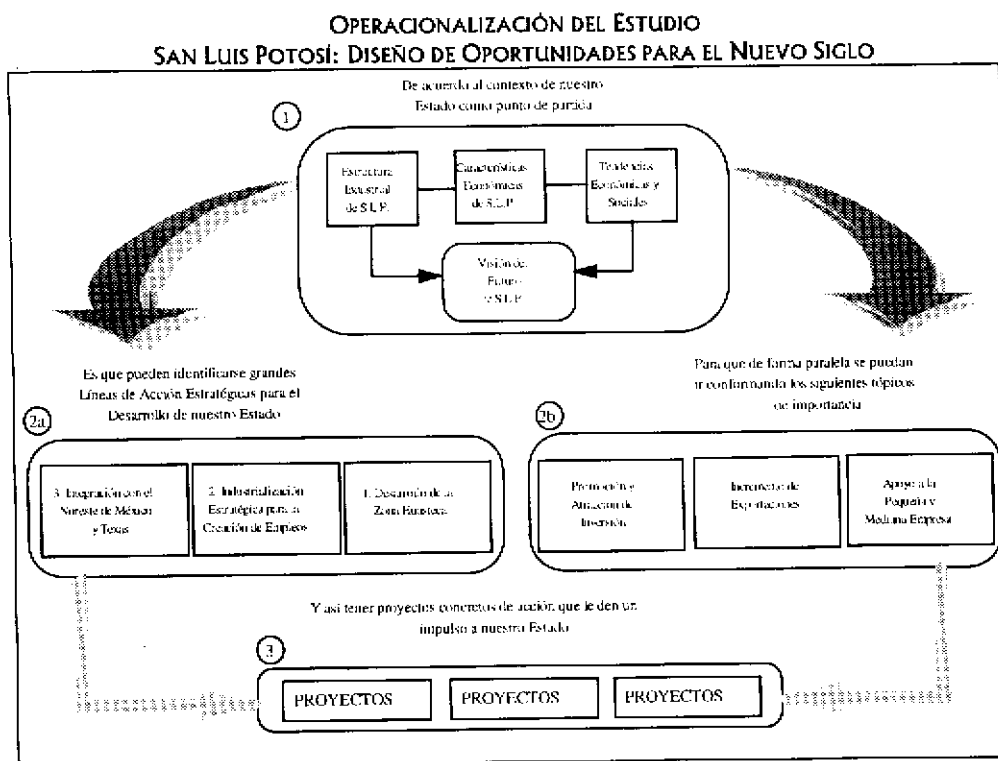 OPERACIONALIZACIÓN DEL ESTUDIO
SAN LUIS POTOSÍ: DISEÑO DE OPORTUNIDADES PARA EL NUEVO SIGLO
De acuerdo al contexto de nuestro
Estado como punto de partida
1
Estructura
Industrial
de S.L.P.
Características
Económicas
de S.L.P.
Tendencias
Económicas y
Sociales
Visión de
Futuro
S.L.P.
Es que pueden identificarse grandes
Líneas de Acción Estratégicas para el
Desarrollo de nuestro Estado
Para que de forma paralela se puedan
ir conformando los siguientes tópicos
de importancia
2a
3. Integración con el
Noreste de México
y Texas
2. Industrialización
Estratégica para la
Creación de Empleos
1. Desarrollo de la
Zona Huasteca
2b
Promoción y
Atracción de
Inversión
Incremento de
Exportaciones
Apoyo a la
Pequeña y
Mediana Empresa
Y así tener proyectos concretos de acción que le den un
impulso a nuestro Estado
3
PROYECTOS
PROYECTOS
PROYECTOS